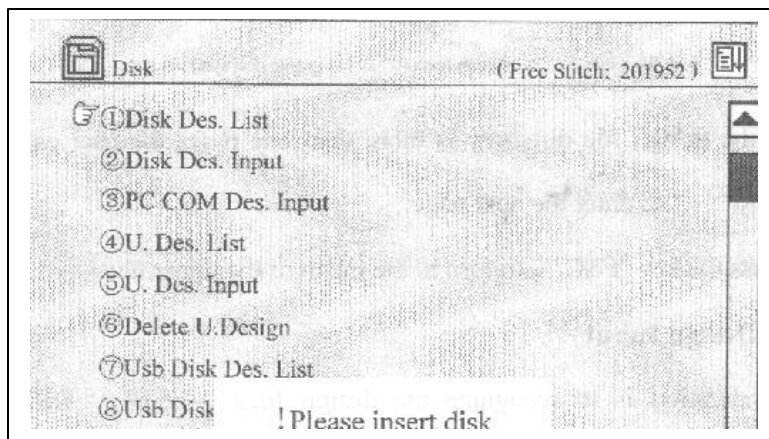 Disk (Free Stitch: 201952)
①Disk Des. List
②Disk Des. Input
③PC COM Des. Input
④U. Des. List
⑤U. Des. Input
⑥Delete U.Design
⑦Usb Disk Des. List
⑧Usb Disk
!Please insert disk